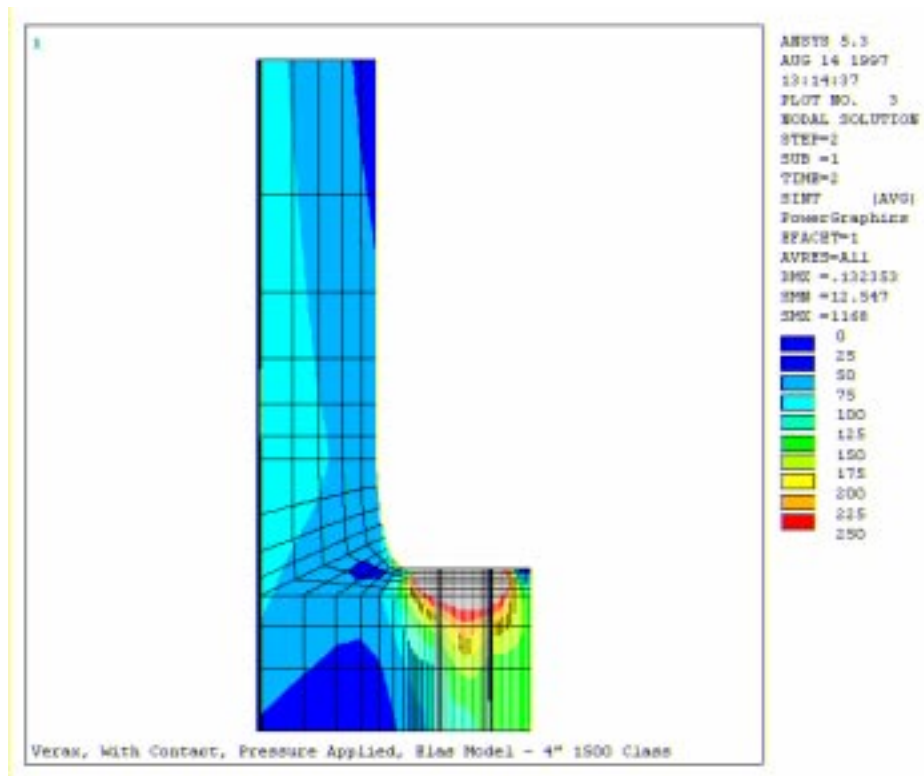 1
ANSYS 5.3
AUG 14 1997
13:14:37
PLOT NO. 3
NODAL SOLUTION
STEP=2
SUB =1
TIME=2
SINT (AVG)
PowerGraphics
EFACET=1
AVRES=All
DMX =.132353
SMN =12.547
SMX =1168
0
25
50
75
100
125
150
175
200
225
250
Verax, With Contact, Pressure Applied, Model - 4" 1500 Class